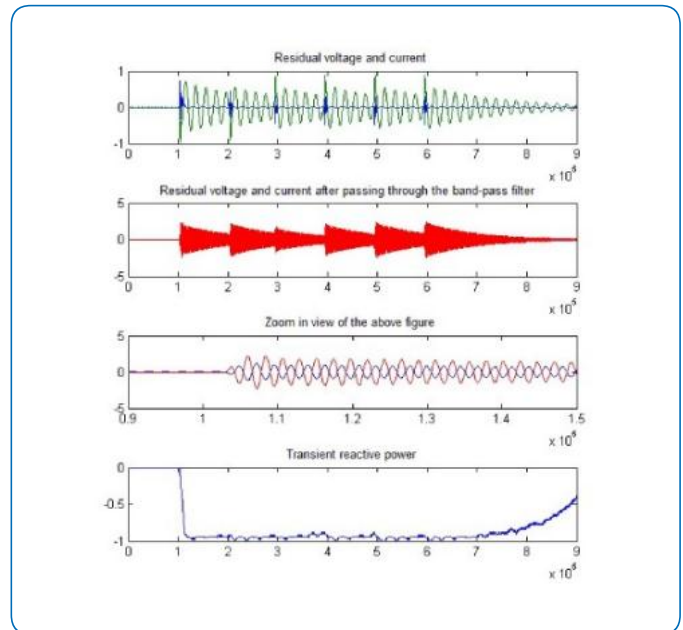 Residual voltage and current
1
0
-1
0 1 2 3 4 5 6 7 8 9
x 10⁶
Residual voltage and current after passing through the band-pass filter
5
0
-5
0 1 2 3 4 5 6 7 8 9
x 10⁶
Zoom in view of the above figure
5
0
-5
0.9 1 1.1 1.2 1.3 1.4 1.5
x 10⁶
Transient reactive power
0
-0.5
-1
0 1 2 3 4 5 6 7 8 9
x 10⁶